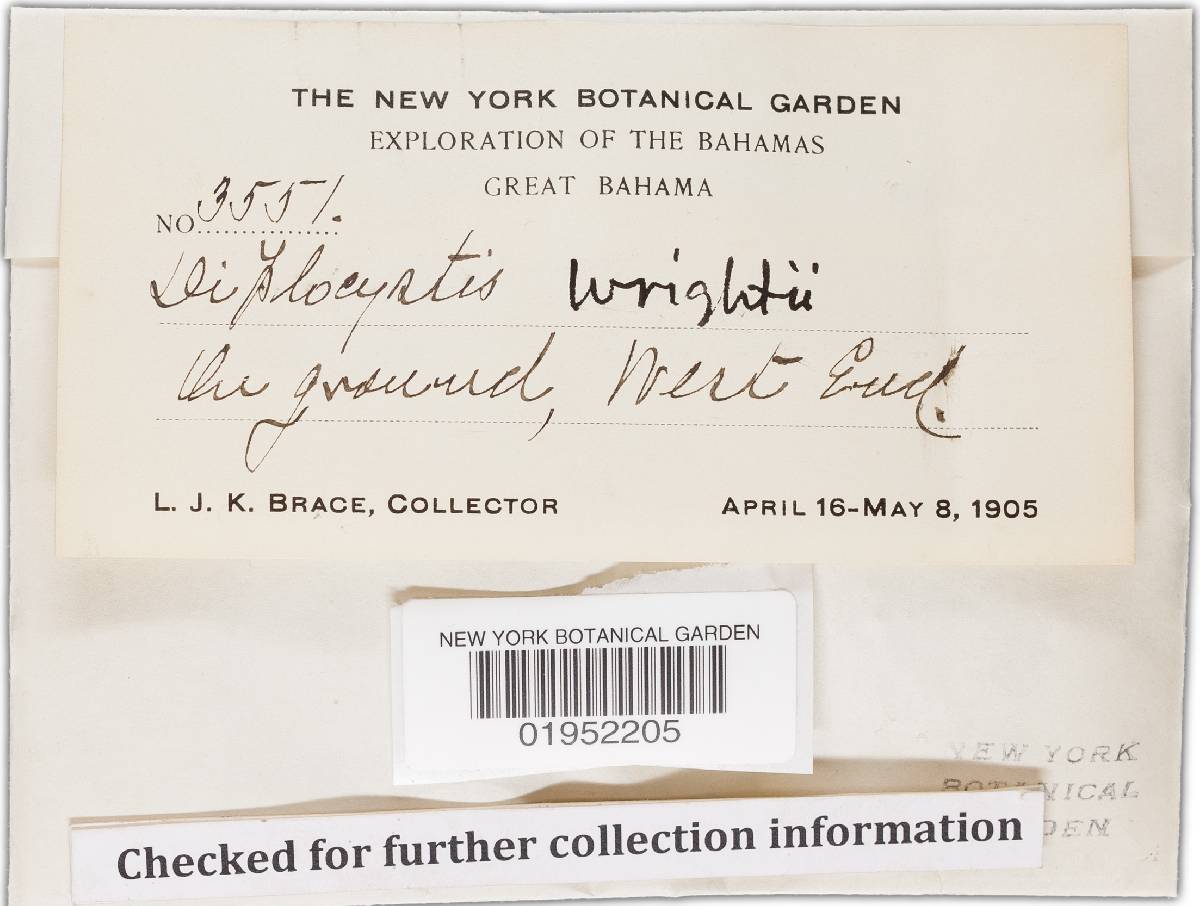 THE NEW YORK BOTANICAL GARDEN
EXPLORATION OF THE BAHAMAS
GREAT BAHAMA
NO. 3551.
Diplocystis wrightii
On ground, West End.
L. J. K. BRACE, COLLECTOR APRIL 16-MAY 8, 1905
NEW YORK BOTANICAL GARDEN
01952205
NEW YORK
BOTANICAL
DEN
Checked for further collection information